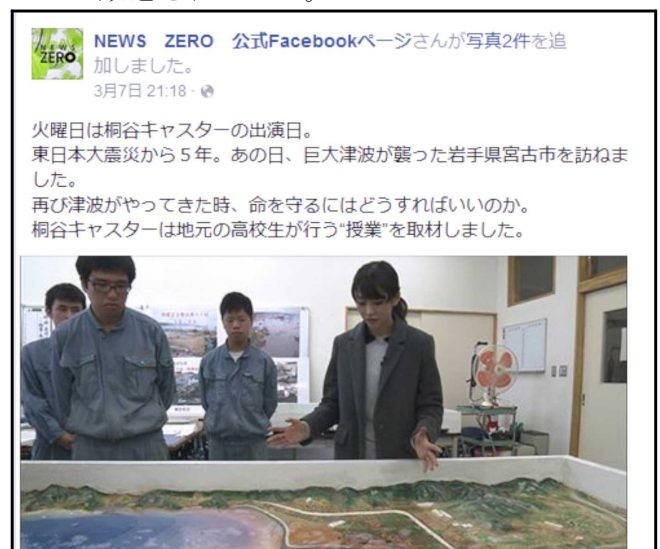 NEWS ZERO
NEWS　ZERO　公式Facebookページさんが写真2件を追
加しました。
3月7日 21:18 ·
火曜日は桐谷キャスターの出演日。
東日本大震災から５年。あの日、巨大津波が襲った岩手県宮古市を訪ねま
した。
再び津波がやってきた時、命を守るにはどうすればいいのか。
桐谷キャスターは地元の高校生が行う“授業”を取材しました。